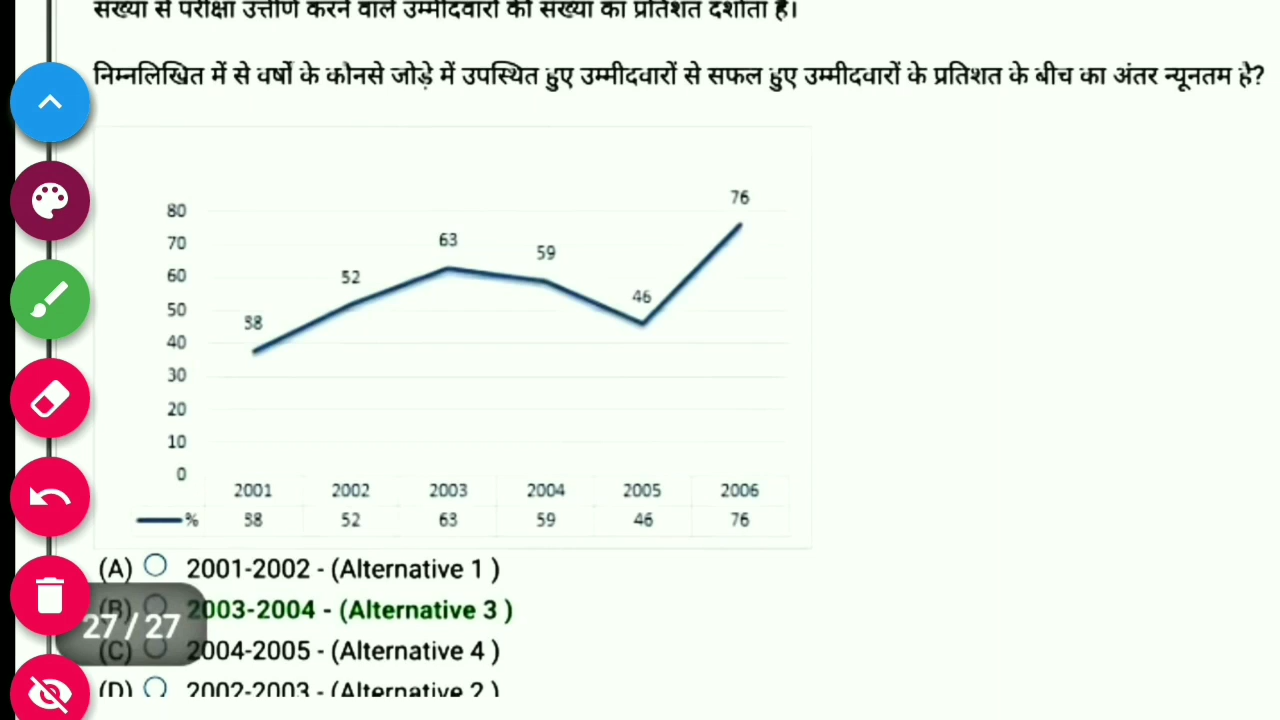 संख्या से परीक्षा उत्तीर्ण करने वाले उम्मीदवारों की संख्या का प्रतिशत दर्शाता है।
निम्नलिखित में से वर्षों के कौनसे जोड़े में उपस्थित हुए उम्मीदवारों से सफल हुए उम्मीदवारों के प्रतिशत के बीच का अंतर न्यूनतम है?
76
80
70
63
59
60
52
46
50
38
40
30
20
10
0
2001 2002 2003 2004 2005 2006
% 38 52 63 59 46 76
(A) 2001-2002 - (Alternative 1 )
(B) 2003-2004 - (Alternative 3 )
27 / 27
(C) 2004-2005 - (Alternative 4 )
(D) 2002-2003 - (Alternative 2 )